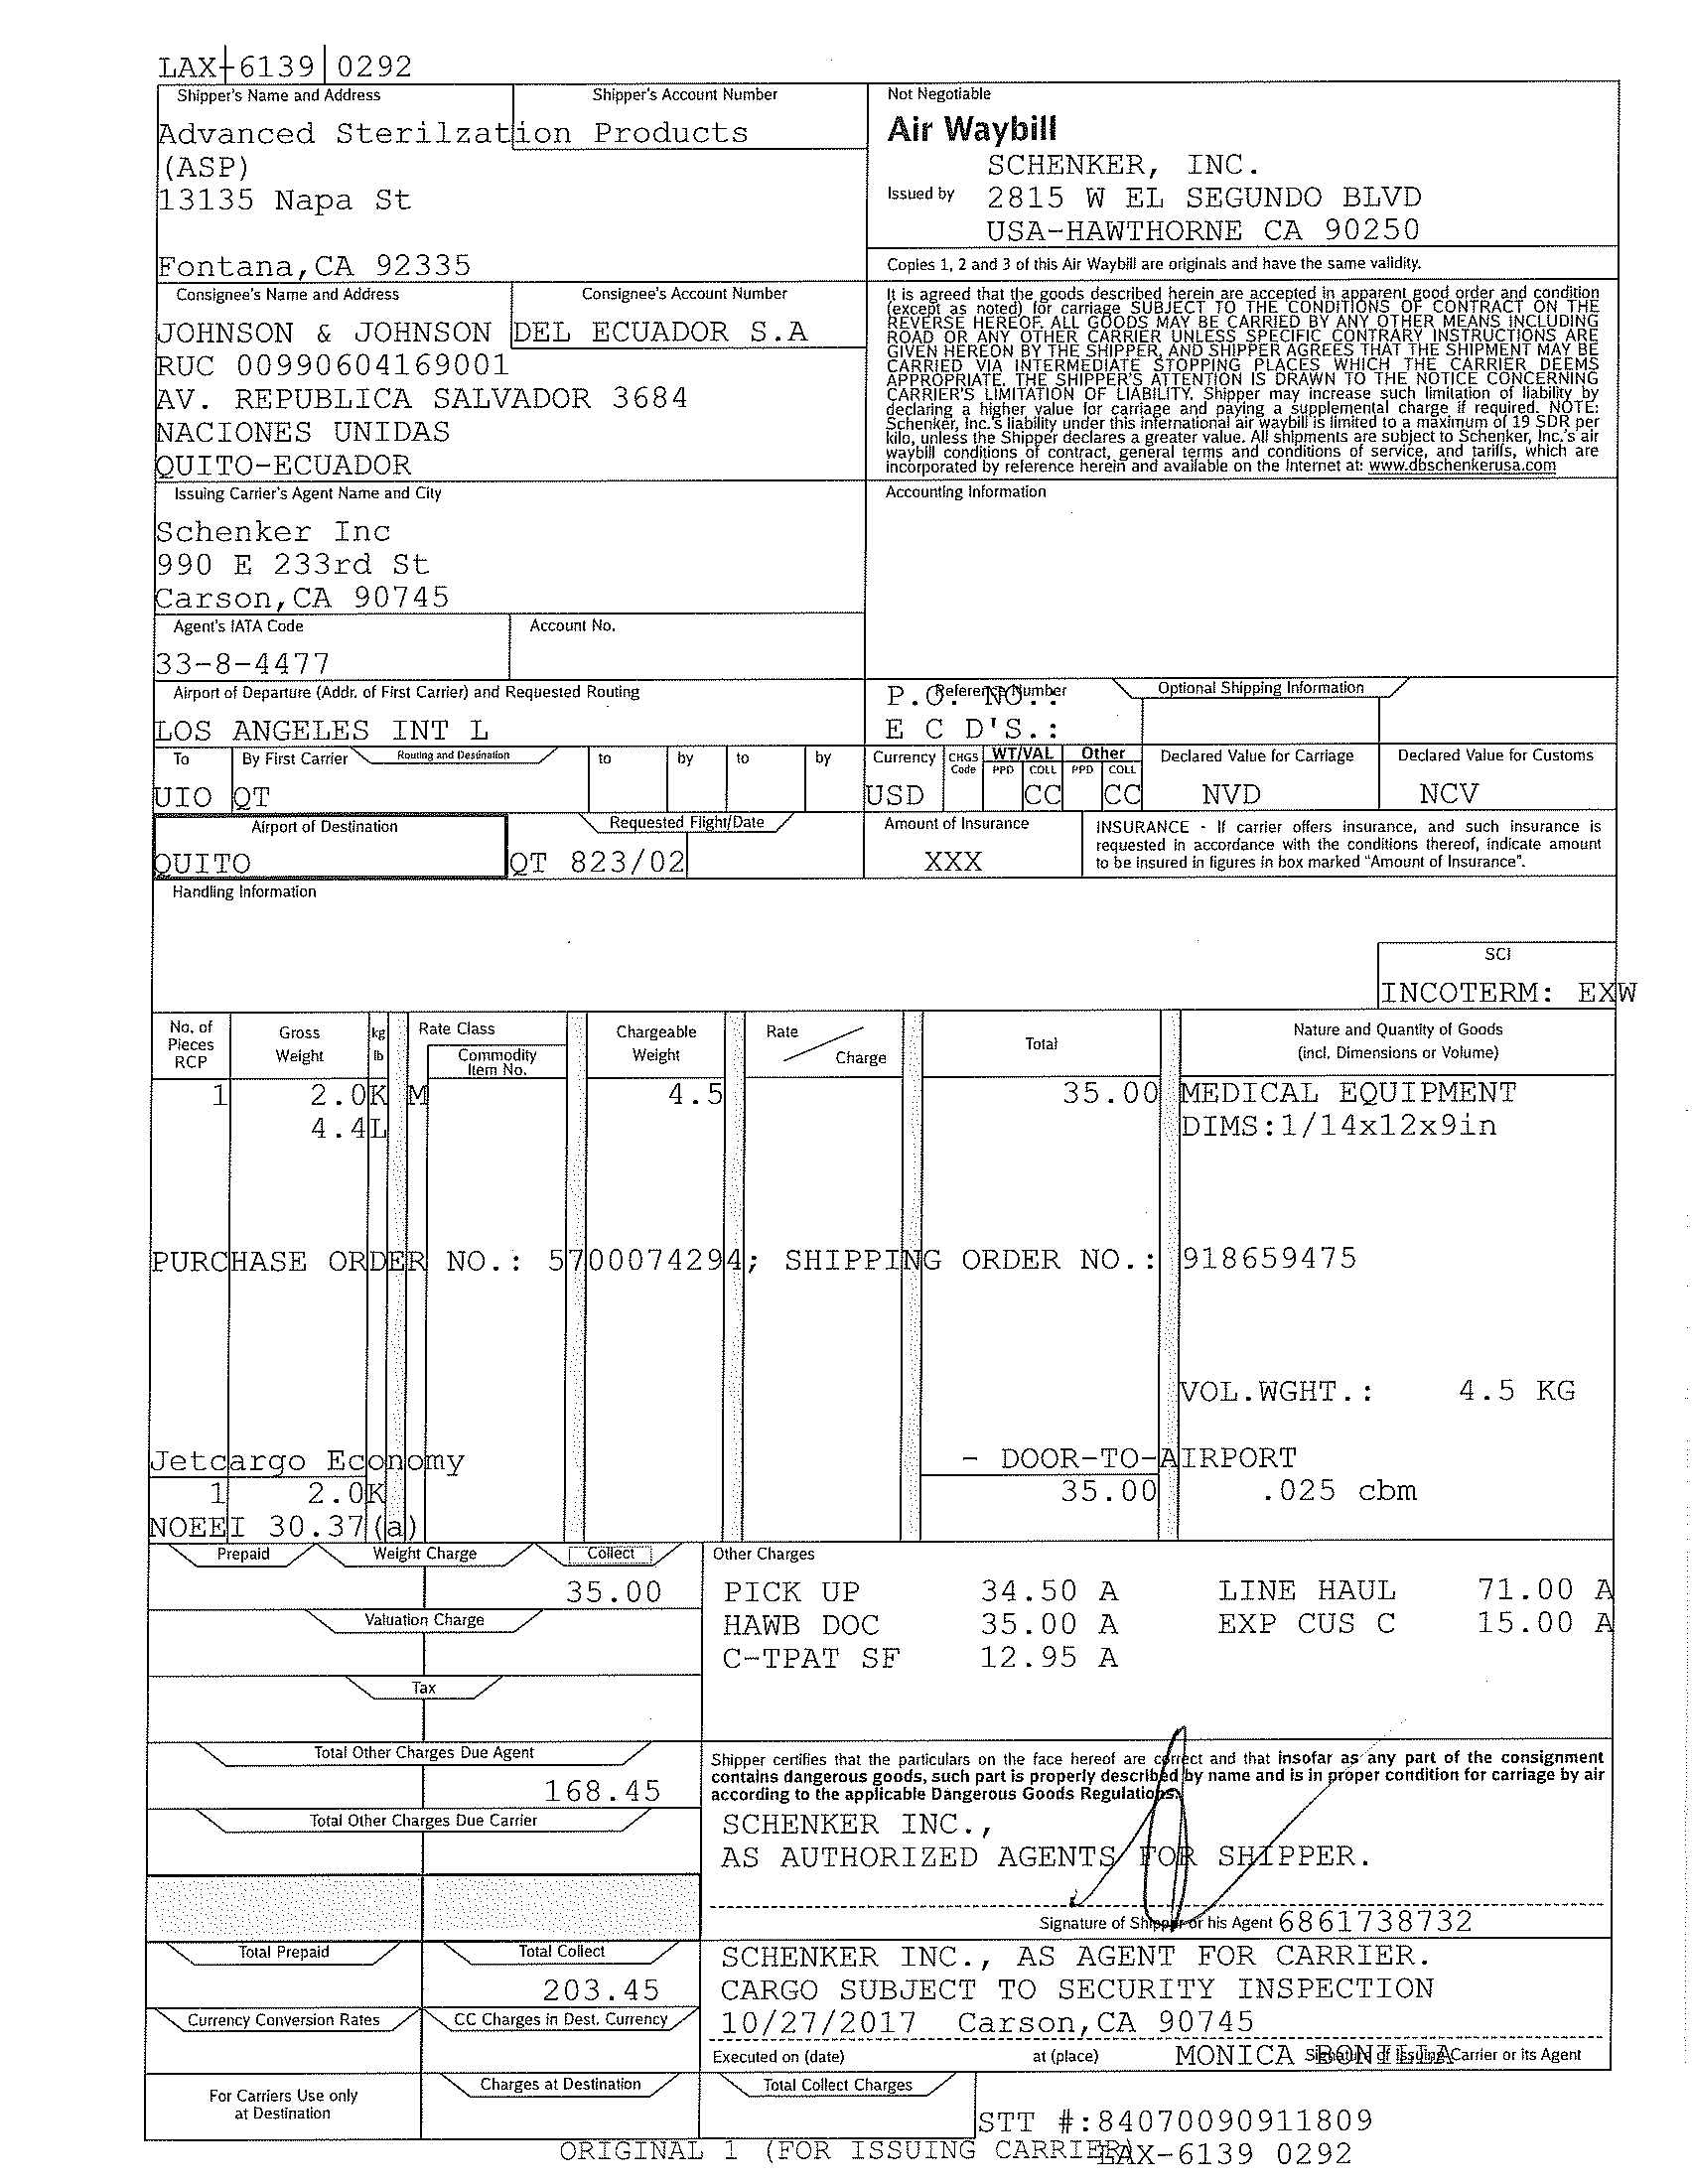 LAX 6139 0292
Shipper's Name and Address
Shipper's Account Number
Advanced Sterilzation Products
(ASP)
13135 Napa St
Fontana,CA 92335
Not Negotiable
Air Waybill
SCHENKER, INC.
Issued by 2815 W EL SEGUNDO BLVD
USA-HAWTHORNE CA 90250
Copies 1, 2 and 3 of this Air Waybill are originals and have the same validity.
Consignee's Name and Address
Consignee's Account Number
JOHNSON & JOHNSON DEL ECUADOR S.A
RUC 00990604169001
AV. REPUBLICA SALVADOR 3684
NACIONES UNIDAS
QUITO-ECUADOR
It is agreed that the goods described herein are accepted in apparent good order and condition
(except as noted) for carriage SUBJECT TO THE CONDITIONS OF CONTRACT ON THE
REVERSE HEREOF. ALL GOODS MAY BE CARRIED BY ANY OTHER MEANS INCLUDING
ROAD OR ANY OTHER CARRIER UNLESS SPECIFIC CONTRARY INSTRUCTIONS ARE
GIVEN HEREON BY THE SHIPPER, AND SHIPPER AGREES THAT THE SHIPMENT MAY BE
CARRIED VIA INTERMEDIATE STOPPING PLACES WHICH THE CARRIER DEEMS
APPROPRIATE. THE SHIPPER'S ATTENTION IS DRAWN TO THE NOTICE CONCERNING
CARRIER'S LIMITATION OF LIABILITY. Shipper may increase such limitation of liability by
declaring a higher value for carriage and paying a supplemental charge if required. NOTE:
Schenker, Inc.'s liability under this international air waybill is limited to a maximum of 19 SDR per
kilo, unless the Shipper declares a greater value. All shipments are subject to Schenker, Inc.'s air
waybill conditions of contract, general terms and conditions of service, and tariffs, which are
incorporated by reference herein and available on the Internet at: www.dbschenkerusa.com
Issuing Carrier's Agent Name and City
Schenker Inc
990 E 233rd St
Carson,CA 90745
Accounting Information
Agent's IATA Code
Account No.
33-8-4477
Airport of Departure (Addr. of First Carrier) and Requested Routing
LOS ANGELES INT L
Reference Number
Optional Shipping Information
P.O. NO.:
E C D'S.:
To
By First Carrier
Routing and Destination
to
by
to
by
Currency
CHGS Code
WT/VAL
Other
PPD COLL PPD COLL
Declared Value for Carriage
Declared Value for Customs
UIO QT
USD CC CC NVD NCV
Airport of Destination
Requested Flight/Date
QUITO QT 823/02
Amount of Insurance
XXX
INSURANCE - If carrier offers insurance, and such insurance is
requested in accordance with the conditions thereof, indicate amount
to be insured in figures in box marked "Amount of Insurance".
Handling Information
SCI
INCOTERM: EXW
No. of Pieces RCP
Gross Weight
kg lb
Rate Class
Commodity Item No.
Chargeable Weight
Rate Charge
Total
Nature and Quantity of Goods
(incl. Dimensions or Volume)
1 2.0K M 4.5 35.00 MEDICAL EQUIPMENT
4.4L DIMS:1/14x12x9in
PURCHASE ORDER NO.: 5700074294; SHIPPING ORDER NO.: 918659475
VOL.WGHT.: 4.5 KG
Jetcargo Economy - DOOR-TO-AIRPORT
1 2.0K 35.00 .025 cbm
NOEEI 30.37(a)
Prepaid
Weight Charge
Collect
35.00
Valuation Charge
Tax
Other Charges
PICK UP 34.50 A LINE HAUL 71.00 A
HAWB DOC 35.00 A EXP CUS C 15.00 A
C-TPAT SF 12.95 A
Total Other Charges Due Agent
168.45
Total Other Charges Due Carrier
Shipper certifies that the particulars on the face hereof are correct and that insofar as any part of the consignment
contains dangerous goods, such part is properly described by name and is in proper condition for carriage by air
according to the applicable Dangerous Goods Regulations.
SCHENKER INC.,
AS AUTHORIZED AGENTS FOR SHIPPER.
Signature of Shipper or his Agent 6861738732
Total Prepaid
Total Collect
203.45
SCHENKER INC., AS AGENT FOR CARRIER.
CARGO SUBJECT TO SECURITY INSPECTION
10/27/2017 Carson,CA 90745
Currency Conversion Rates
CC Charges in Dest. Currency
Executed on (date)
at (place)
MONICA BONILLA
Signature of Issuing Carrier or its Agent
For Carriers Use only
at Destination
Charges at Destination
Total Collect Charges
STT #:84070090911809
ORIGINAL 1 (FOR ISSUING CARRIER)
LAX-6139 0292